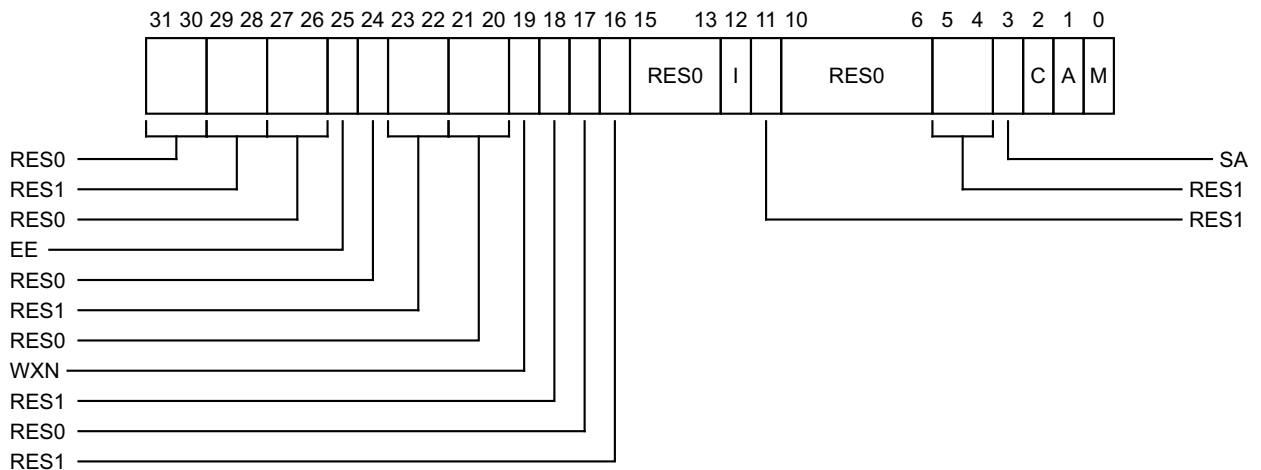 31 30 29 28 27 26 25 24 23 22 21 20 19 18 17 16 15 13 12 11 10 6 5 4 3 2 1 0
RES0 I RES0 C A M
RES0 SA
RES1 RES1
RES0 RES1
EE
RES0
RES1
RES0
WXN
RES1
RES0
RES1